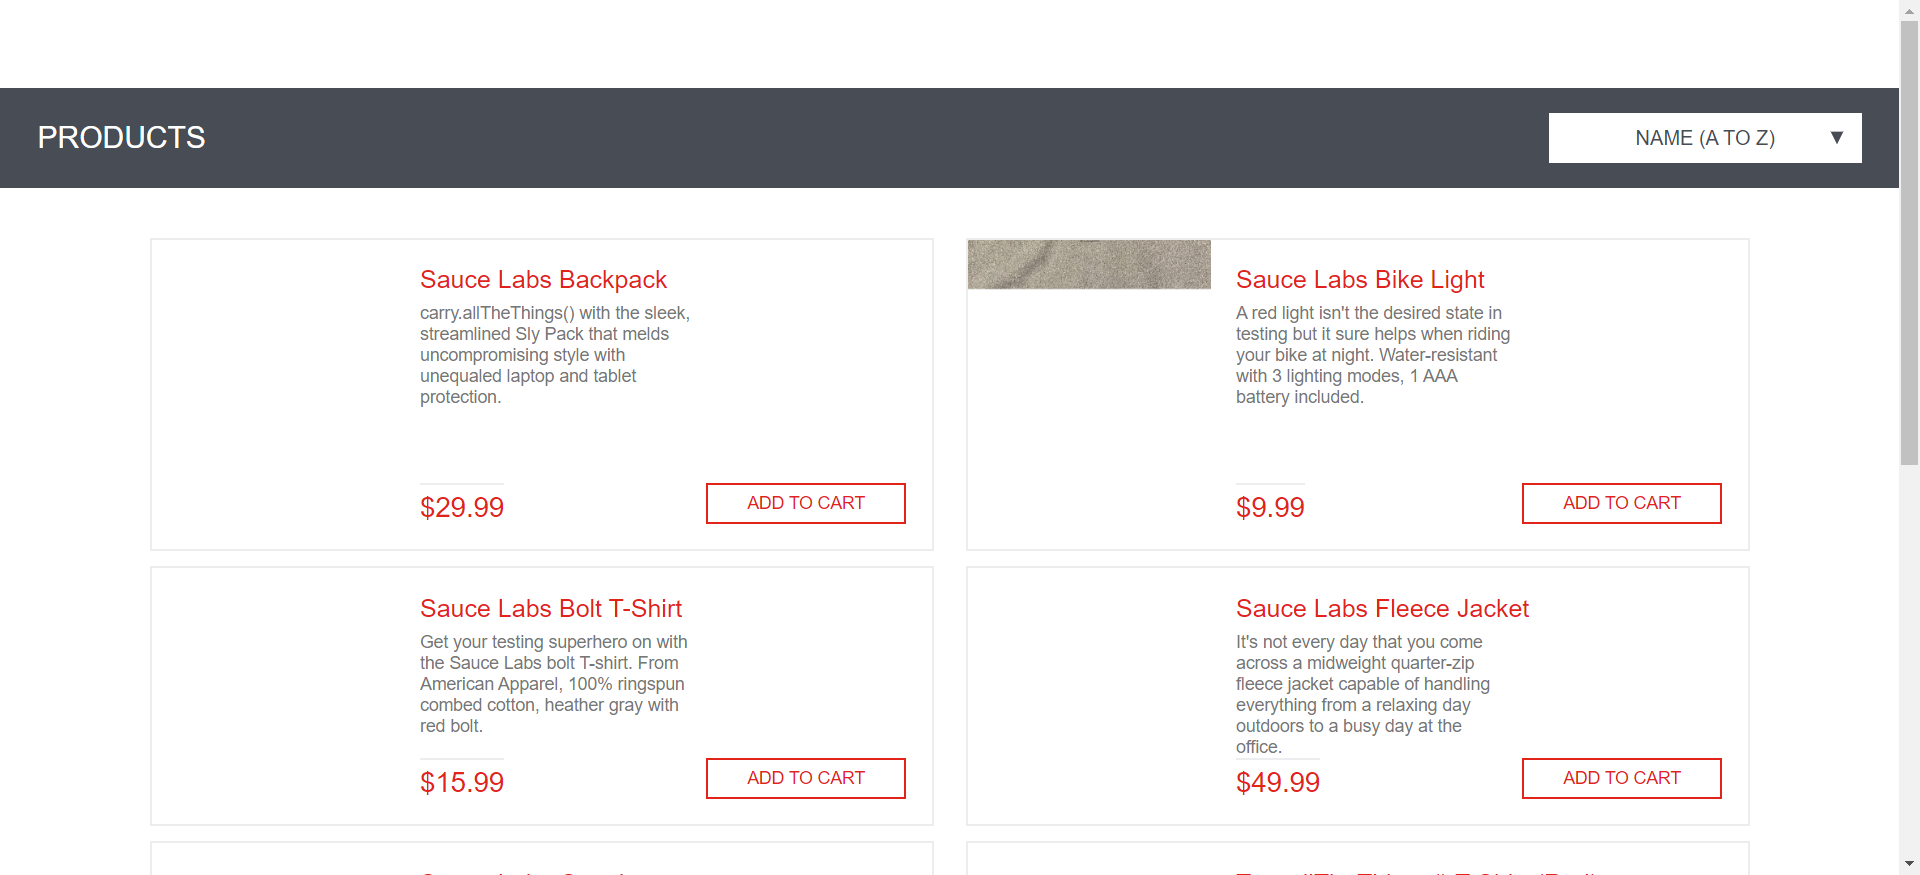 PRODUCTS
NAME (A TO Z)
Sauce Labs Backpack
carry.allTheThings() with the sleek,
streamlined Sly Pack that melds
uncompromising style with
unequaled laptop and tablet
protection.
$29.99
ADD TO CART
Sauce Labs Bike Light
A red light isn't the desired state in
testing but it sure helps when riding
your bike at night. Water-resistant
with 3 lighting modes, 1 AAA
battery included.
$9.99
ADD TO CART
Sauce Labs Bolt T-Shirt
Get your testing superhero on with
the Sauce Labs bolt T-shirt. From
American Apparel, 100% ringspun
combed cotton, heather gray with
red bolt.
$15.99
ADD TO CART
Sauce Labs Fleece Jacket
It's not every day that you come
across a midweight quarter-zip
fleece jacket capable of handling
everything from a relaxing day
outdoors to a busy day at the
office.
$49.99
ADD TO CART